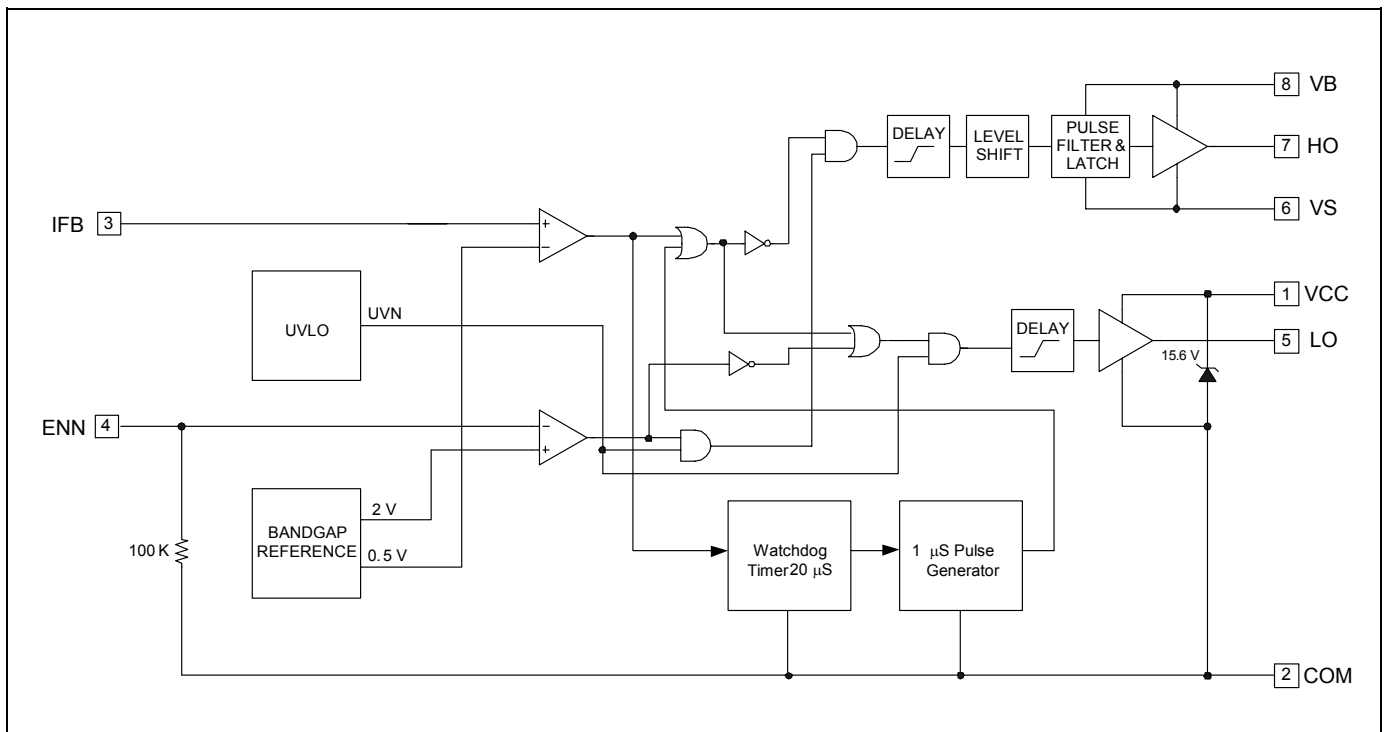 8 VB
DELAY
LEVEL
SHIFT
PULSE
FILTER &
LATCH
7 HO
IFB 3
+
−
6 VS
UVLO
UVN
1 VCC
DELAY
5 LO
15.6 V
ENN 4
−
+
BANDGAP
REFERENCE
2 V
0.5 V
100 K
Watchdog
Timer 20 µS
1 µS Pulse
Generator
2 COM